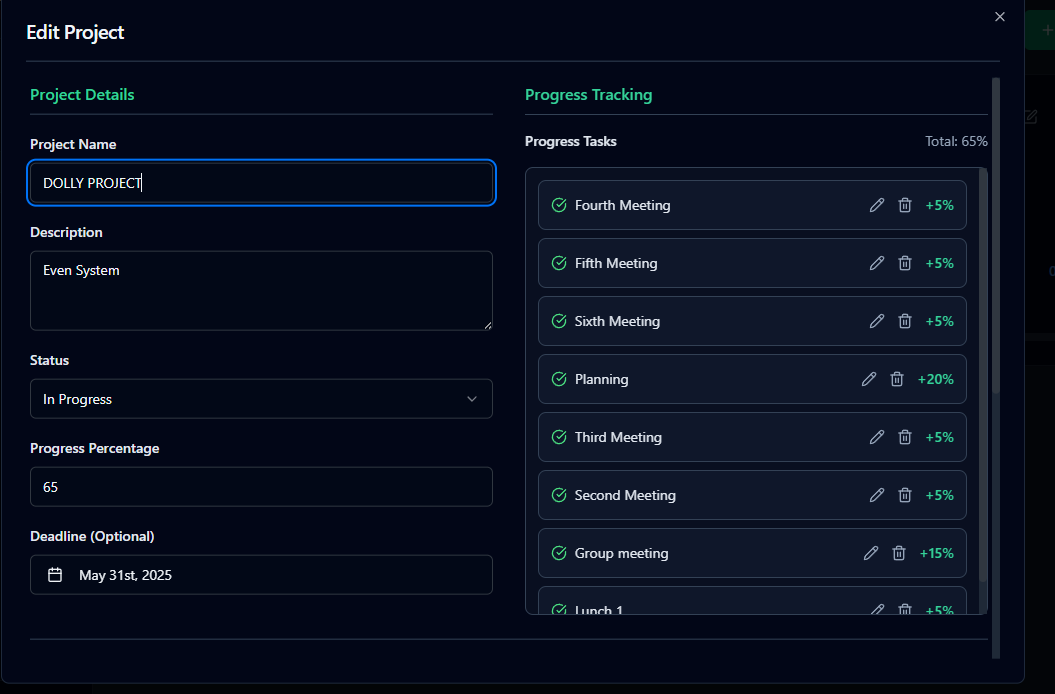 Edit Project
Project Details
Project Name
DOLLY PROJECT
Description
Even System
Status
In Progress
Progress Percentage
65
Deadline (Optional)
May 31st, 2025
Progress Tracking
Progress Tasks
Total: 65%
Fourth Meeting +5%
Fifth Meeting +5%
Sixth Meeting +5%
Planning +20%
Third Meeting +5%
Second Meeting +5%
Group meeting +15%
Lunch 1 +5%